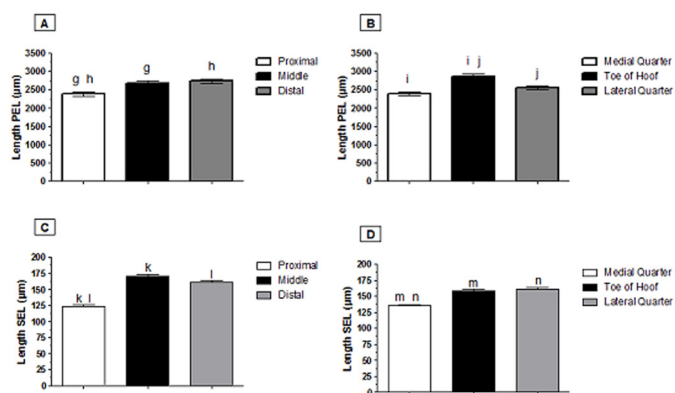 A
3500
3000
2500
2000
1500
1000
500
0
Length PEL (µm)
g h
g
h
Proximal
Middle
Distal
B
3500
3000
2500
2000
1500
1000
500
0
Length PEL (µm)
i
i j
j
Medial Quarter
Toe of Hoof
Lateral Quarter
C
200
175
150
125
100
75
50
25
0
Length SEL (µm)
k l
k
l
Proximal
Middle
Distal
D
200
175
150
125
100
75
50
25
0
Length SEL (µm)
m n
m
n
Medial Quarter
Toe of Hoof
Lateral Quarter